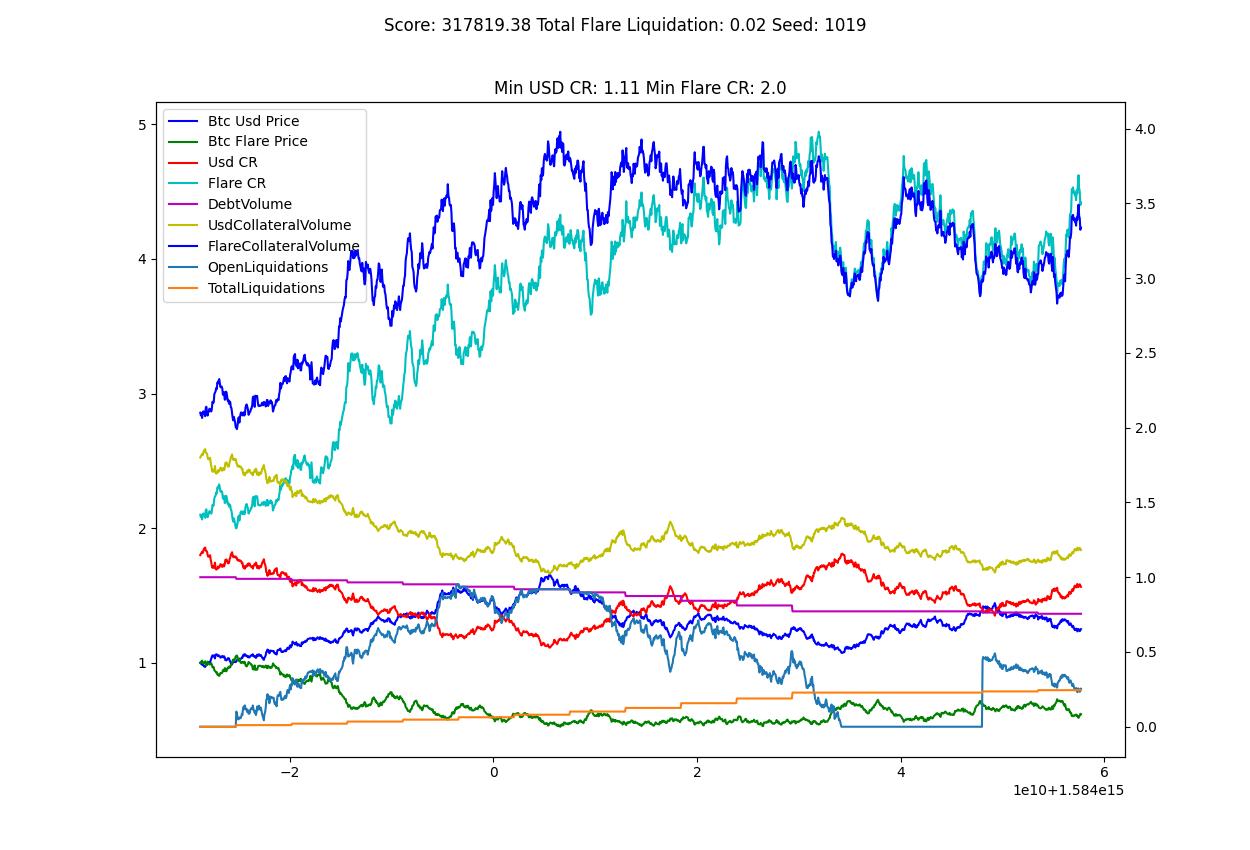 Score: 317819.38 Total Flare Liquidation: 0.02 Seed: 1019
Min USD CR: 1.11 Min Flare CR: 2.0
Btc Usd Price
Btc Flare Price
Usd CR
Flare CR
DebtVolume
UsdCollateralVolume
FlareCollateralVolume
OpenLiquidations
TotalLiquidations
5
4
3
2
1
4.0
3.5
3.0
2.5
2.0
1.5
1.0
0.5
0.0
−2 0 2 4 6
1e10+1.584e15